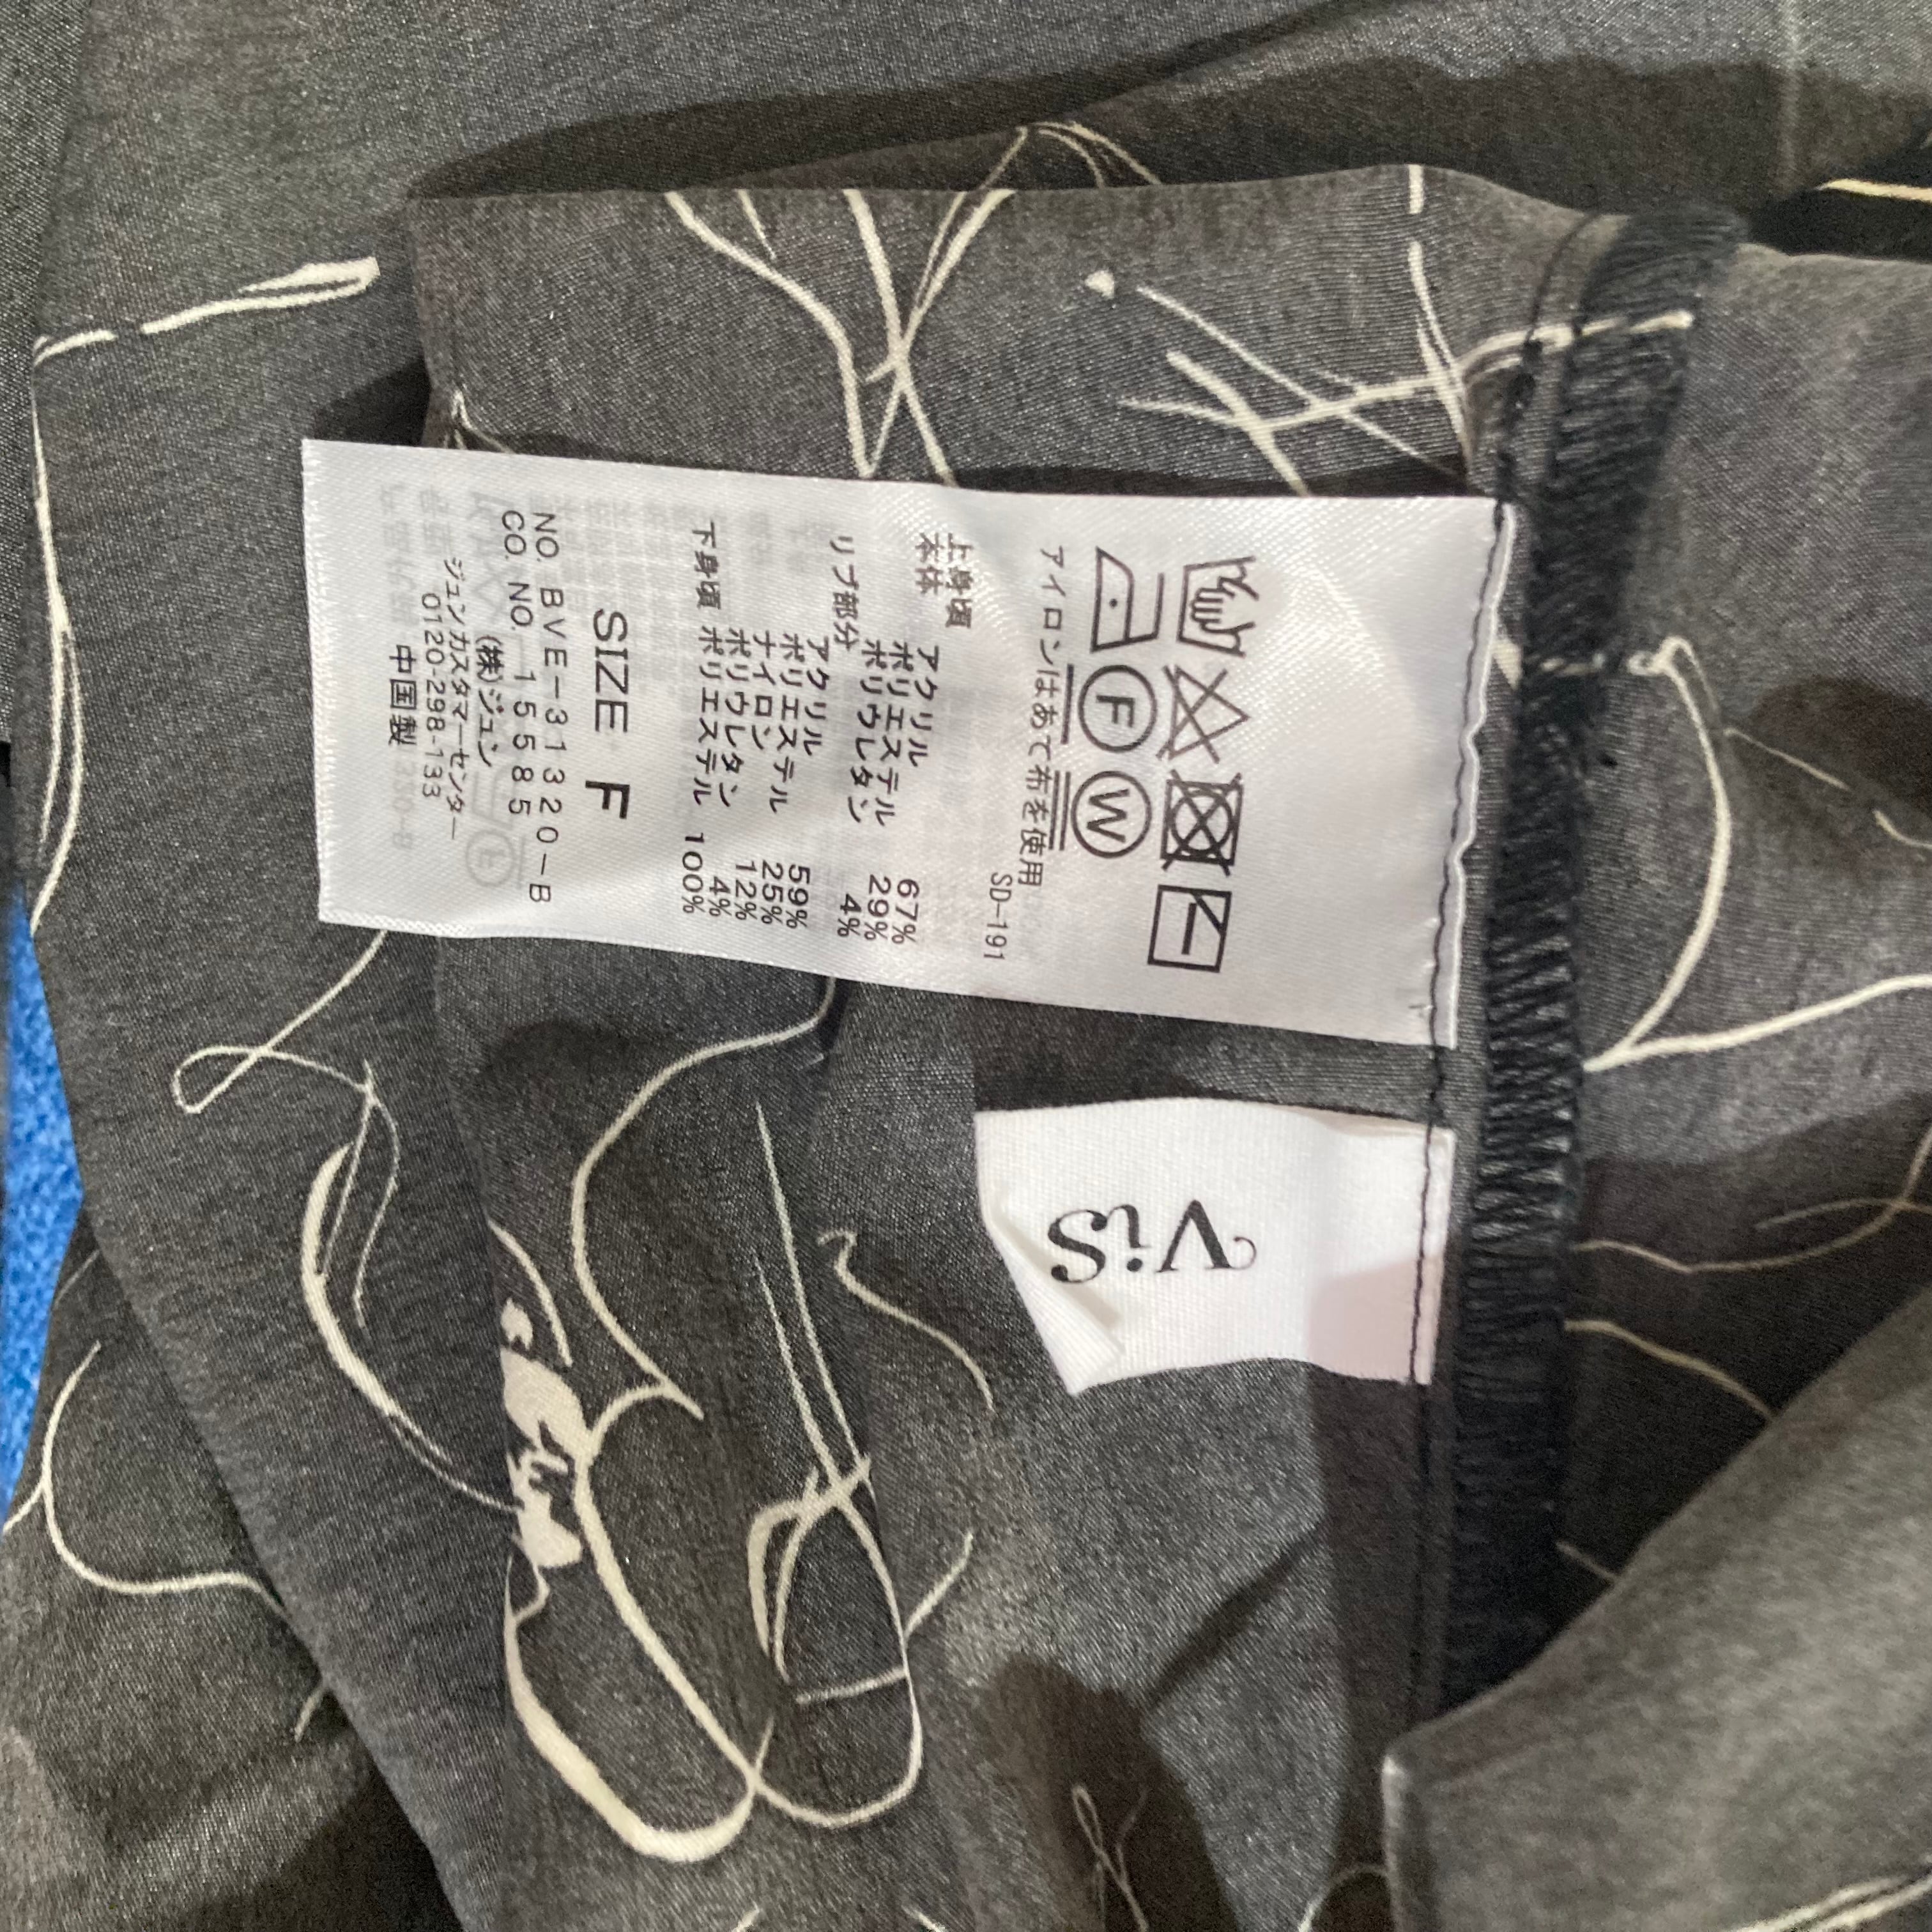 アイロンはあて布を使用
SD-191
上身頃
本体
アクリル 67%
ポリエステル 29%
ポリウレタン 4%
リブ部分
アクリル 59%
ポリエステル 25%
ナイロン 12%
ポリウレタン 4%
下身頃 ポリエステル 100%
SIZE F
NO. BVE-31320-B
CO. NO. 15585
(株)ジュン
ジュンカスタマーセンター
0120-298-133
中国製
F
W
ViS